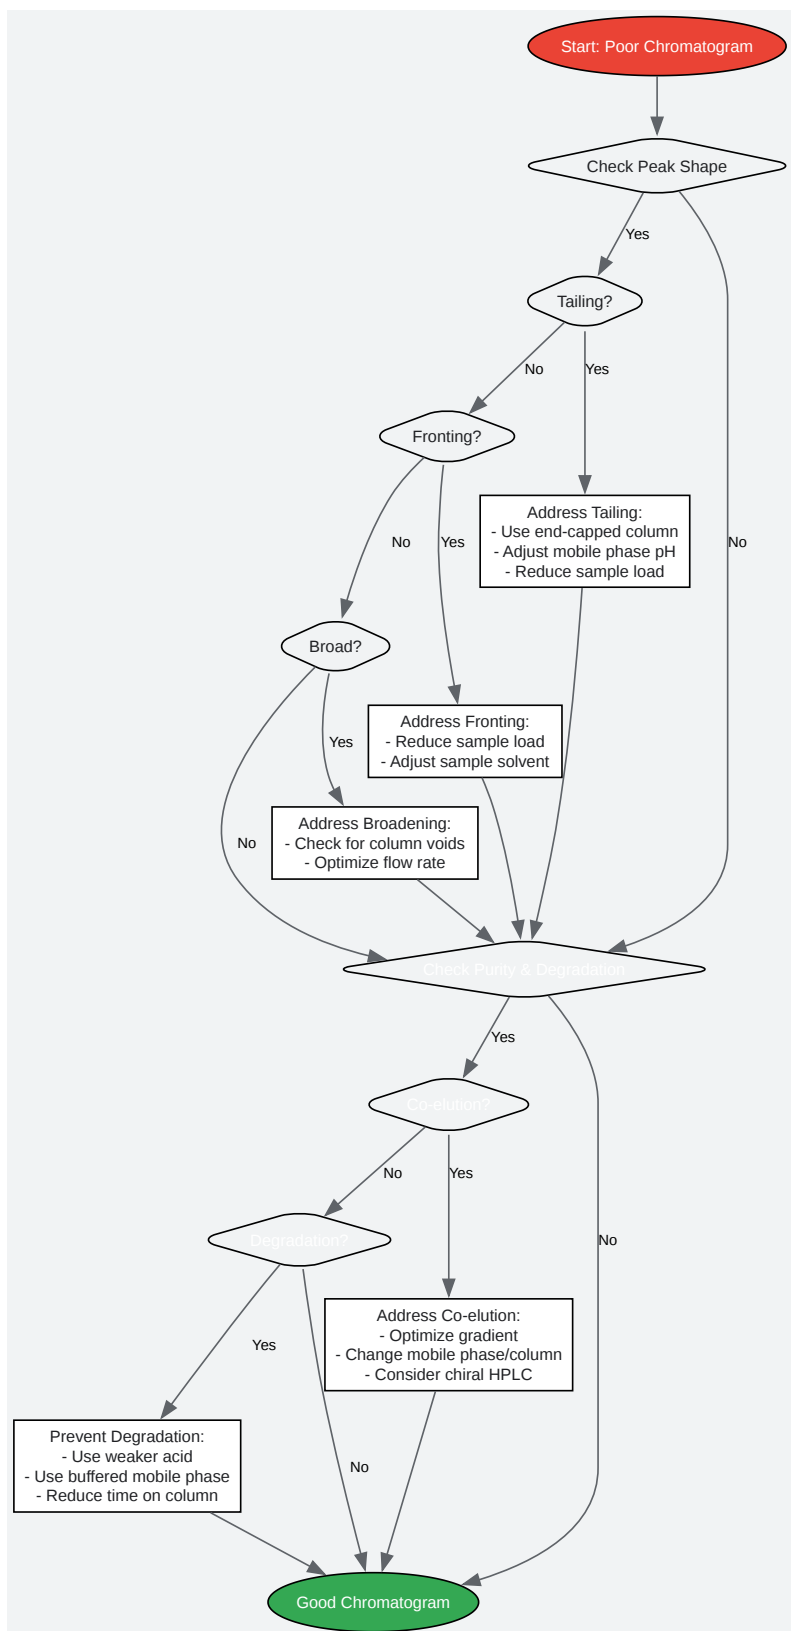 Start: Poor Chromatogram
Check Peak Shape
Yes
Tailing?
No
Yes
Fronting?
Address Tailing:
- Use end-capped column
- Adjust mobile phase pH
- Reduce sample load
No
Yes
No
Broad?
Address Fronting:
- Reduce sample load
- Adjust sample solvent
Yes
Address Broadening:
- Check for column voids
- Optimize flow rate
No
Check Purity & Degradation
Yes
Co-elution?
No
Yes
Degradation?
No
Address Co-elution:
- Optimize gradient
- Change mobile phase/column
- Consider chiral HPLC
Yes
Prevent Degradation:
- Use weaker acid
- Use buffered mobile phase
- Reduce time on column
No
Good Chromatogram